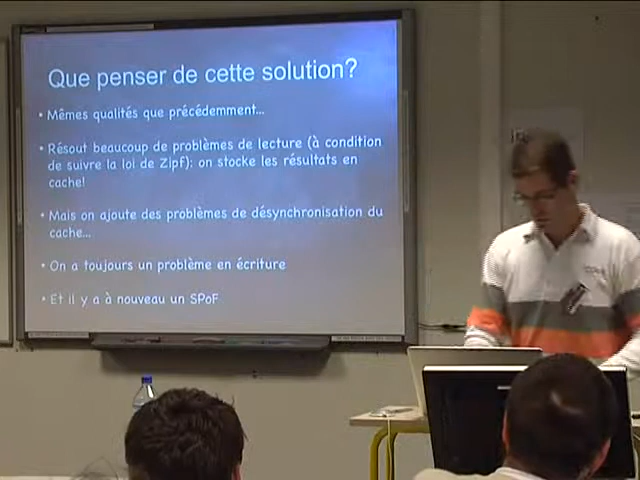 Que penser de cette solution?
• Mêmes qualités que précédemment...
• Résout beaucoup de problèmes de lecture (à condition
de suivre la loi de Zipf): on stocke les résultats en
cache!
• Mais on ajoute des problèmes de désynchronisation du
cache...
• On a toujours un problème en écriture
• Et il y a à nouveau un SPoF